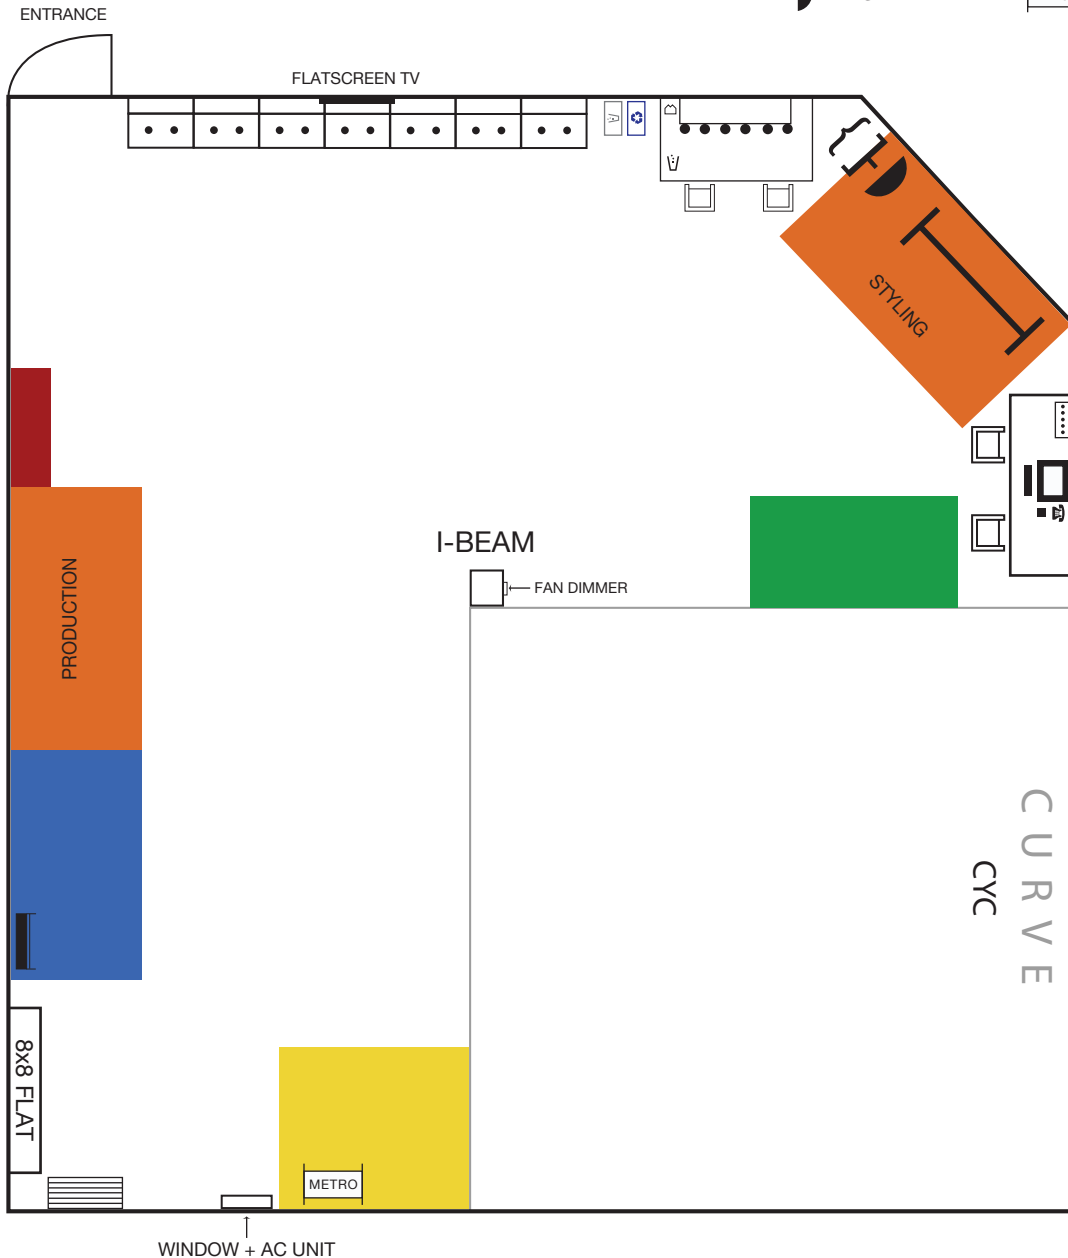 ENTRANCE
FLATSCREEN TV
STYLING
I-BEAM
FAN DIMMER
PRODUCTION
CURVE
CYC
8x8 FLAT
METRO
WINDOW + AC UNIT